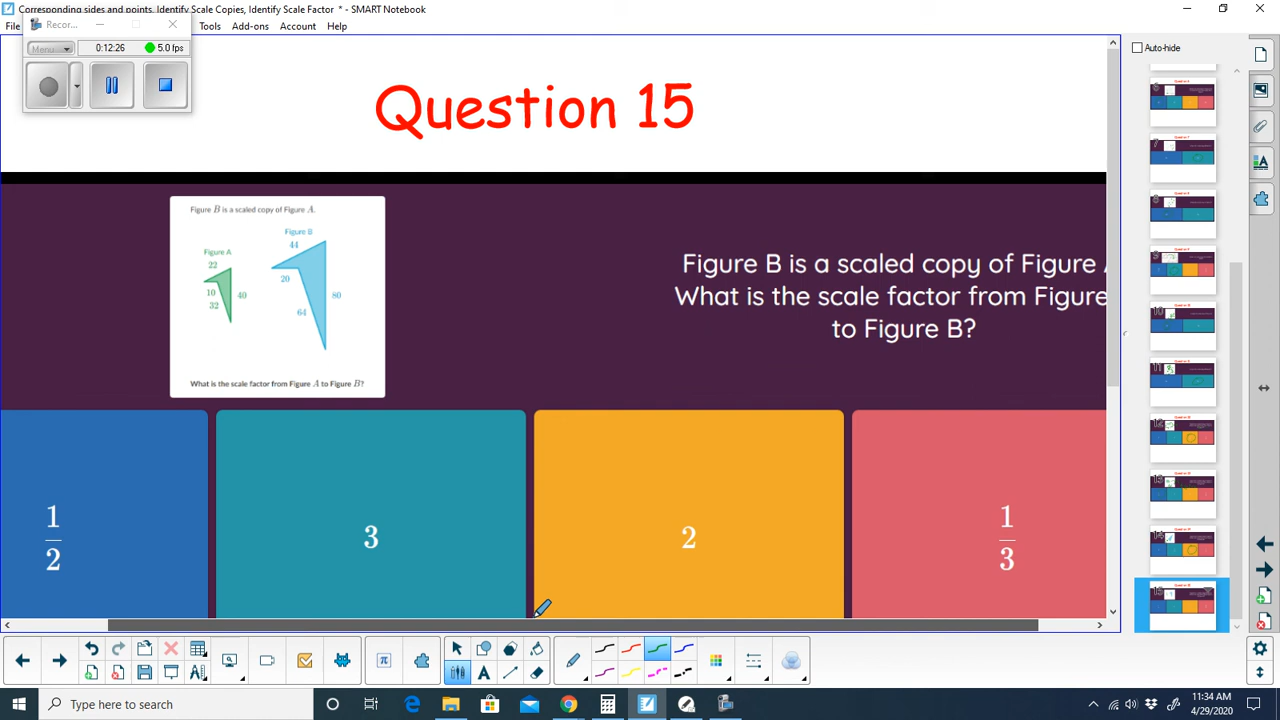 Corresponding sides and points, Identify Scale Copies, Identify Scale Factor * - SMART Notebook
Recor...
File
Tools
Add-ons
Account
Help
Menu
0:12:26
5.0 fps
Auto-hide
Question 15
Figure B is a scaled copy of Figure A.
Figure B
44
Figure A
22
20
10
40
80
32
64
What is the scale factor from Figure A to Figure B?
Figure B is a scaled copy of Figure
What is the scale factor from Figure
to Figure B?
1/2
3
2
1/3
Type here to search
11:34 AM
4/29/2020